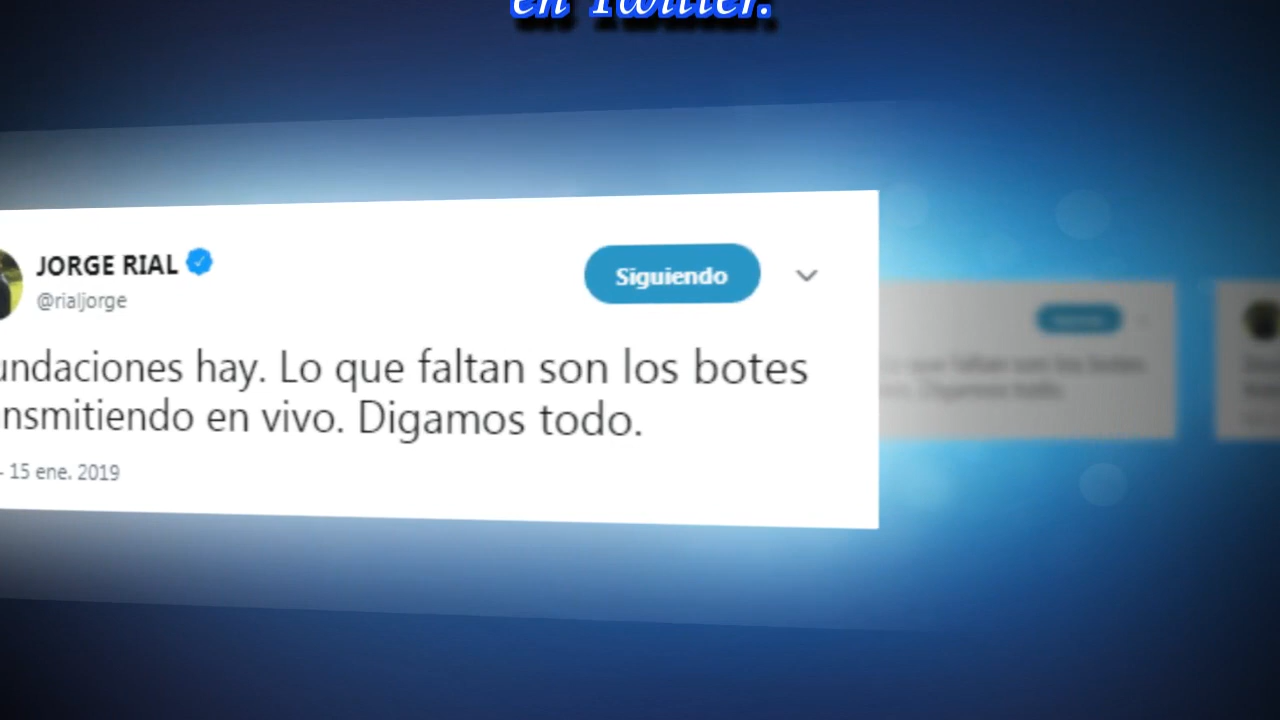 en Twitter.
JORGE RIAL
@rialjorge
Siguiendo
undaciones hay. Lo que faltan son los botes
nsmitiendo en vivo. Digamos todo.
- 15 ene. 2019